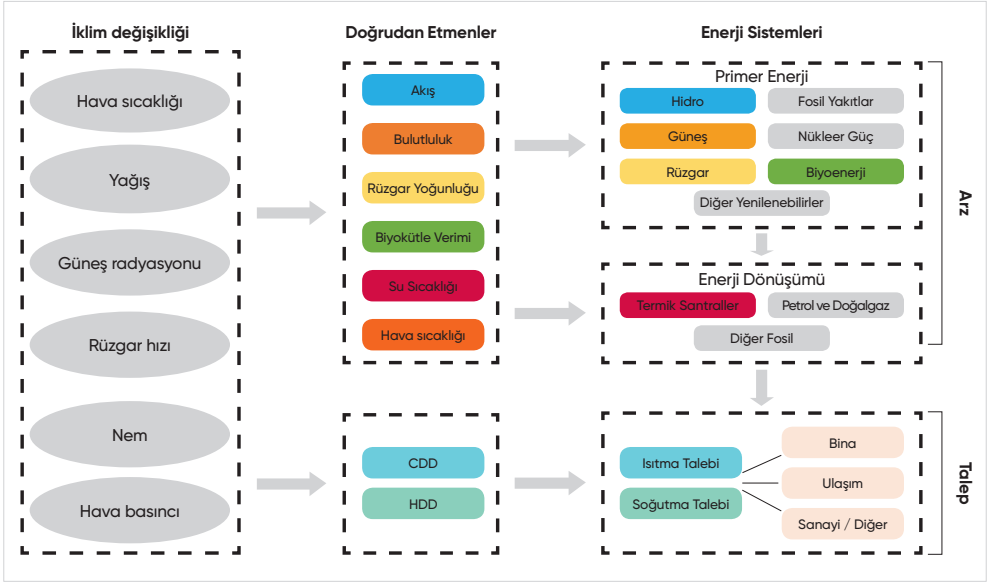 İklim değişikliği
Hava sıcaklığı
Yağış
Güneş radyasyonu
Rüzgar hızı
Nem
Hava basıncı
Doğrudan Etmenler
Akış
Bulutluluk
Rüzgar Yoğunluğu
Biyokütle Verimi
Su Sıcaklığı
Hava sıcaklığı
CDD
HDD
Enerji Sistemleri
Primer Enerji
Hidro
Fosil Yakıtlar
Güneş
Nükleer Güç
Rüzgar
Biyoenerji
Diğer Yenilenebilirler
Enerji Dönüşümü
Termik Santraller
Petrol ve Doğalgaz
Diğer Fosil
Arz
Isıtma Talebi
Soğutma Talebi
Bina
Ulaşım
Sanayi / Diğer
Talep